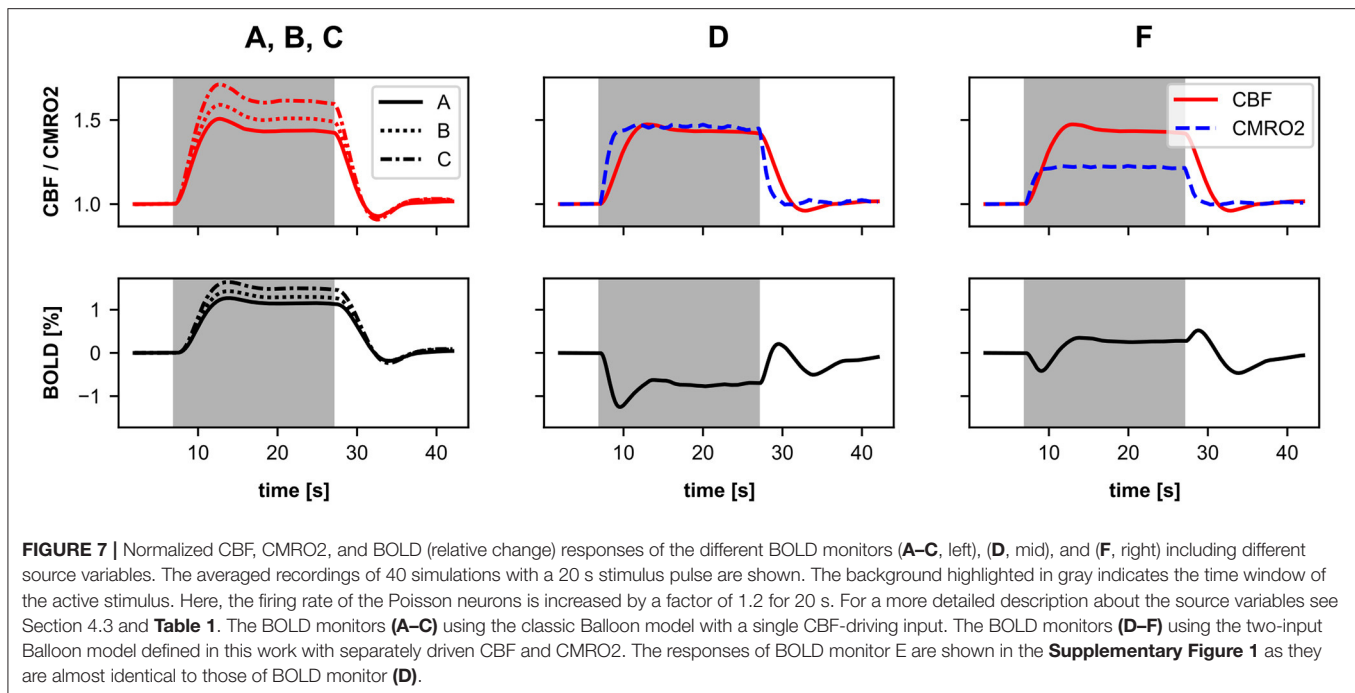 A, B, C
D
F
CBF / CMRO2
1.5
1.0
A
B
C
CBF
CMRO2
BOLD [%]
1
0
−1
10 20 30 40
10 20 30 40
10 20 30 40
time [s]
time [s]
time [s]
FIGURE 7 | Normalized CBF, CMRO2, and BOLD (relative change) responses of the different BOLD monitors (A–C, left), (D, mid), and (F, right) including different
source variables. The averaged recordings of 40 simulations with a 20 s stimulus pulse are shown. The background highlighted in gray indicates the time window of
the active stimulus. Here, the firing rate of the Poisson neurons is increased by a factor of 1.2 for 20 s. For a more detailed description about the source variables see
Section 4.3 and Table 1. The BOLD monitors (A–C) using the classic Balloon model with a single CBF-driving input. The BOLD monitors (D–F) using the two-input
Balloon model defined in this work with separately driven CBF and CMRO2. The responses of BOLD monitor E are shown in the Supplementary Figure 1 as they
are almost identical to those of BOLD monitor (D).